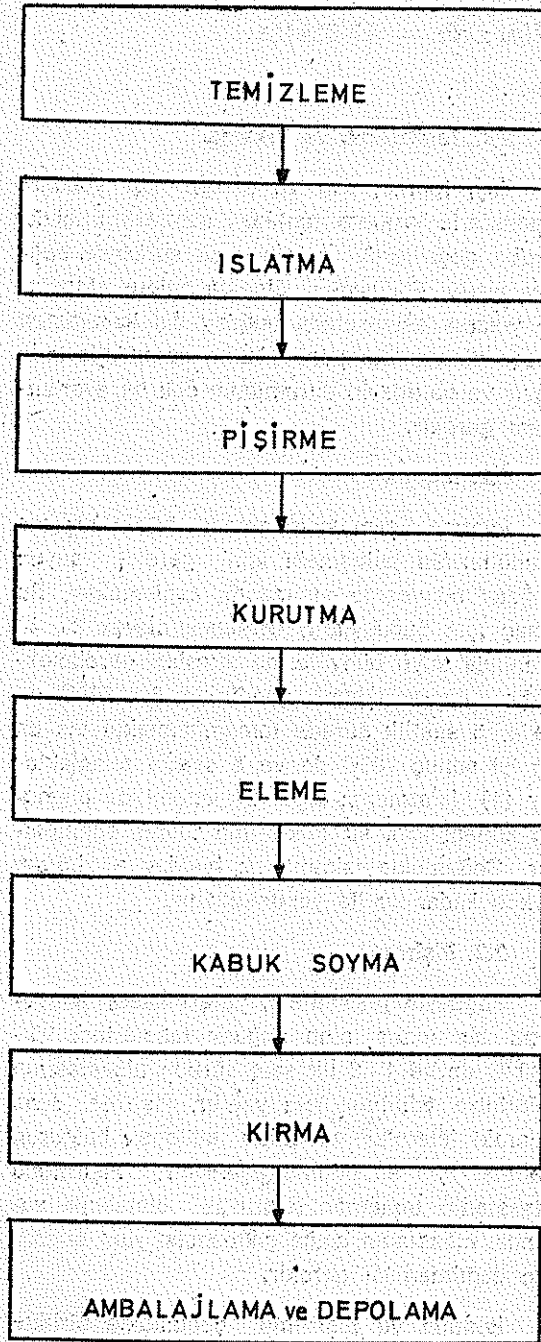 TEMİZLEME
ISLATMA
PİŞİRME
KURUTMA
ELEME
KABUK SOYMA
KIRMA
AMBALAJLAMA ve DEPOLAMA